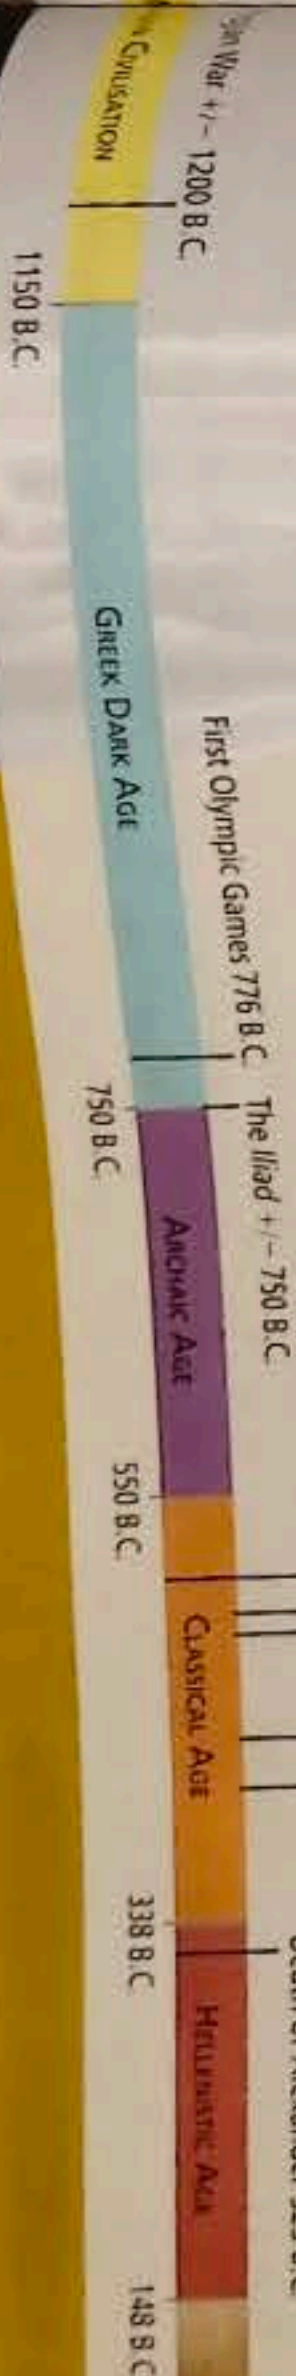 War +/- 1200 B.C.
CIVILISATION
1150 B.C.
GREEK DARK AGE
First Olympic Games 776 B.C.
The Iliad +/- 750 B.C.
750 B.C.
ARCHAIC AGE
550 B.C.
CLASSICAL AGE
338 B.C.
HELLENISTIC AGE
148 B.C